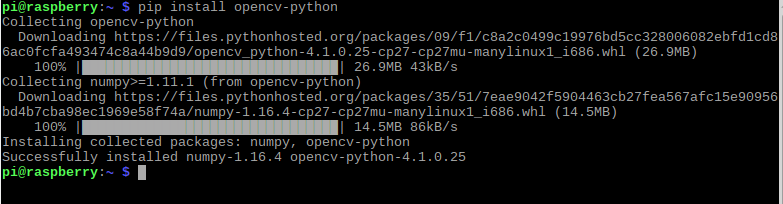 pi@raspberry:~ $ pip install opencv-python
Collecting opencv-python
  Downloading https://files.pythonhosted.org/packages/09/f1/c8a2c0499c19976bd5cc328006082ebfd1cd8
6ac0fcfa493474c8a44b9d9/opencv_python-4.1.0.25-cp27-cp27mu-manylinux1_i686.whl (26.9MB)
    100% |████████████████████████████████| 26.9MB 43kB/s
Collecting numpy>=1.11.1 (from opencv-python)
  Downloading https://files.pythonhosted.org/packages/35/51/7eae9042f5904463cb27fea567afc15e90956
bd4b7cba98ec1969e58f74a/numpy-1.16.4-cp27-cp27mu-manylinux1_i686.whl (14.5MB)
    100% |████████████████████████████████| 14.5MB 86kB/s
Installing collected packages: numpy, opencv-python
Successfully installed numpy-1.16.4 opencv-python-4.1.0.25
pi@raspberry:~ $